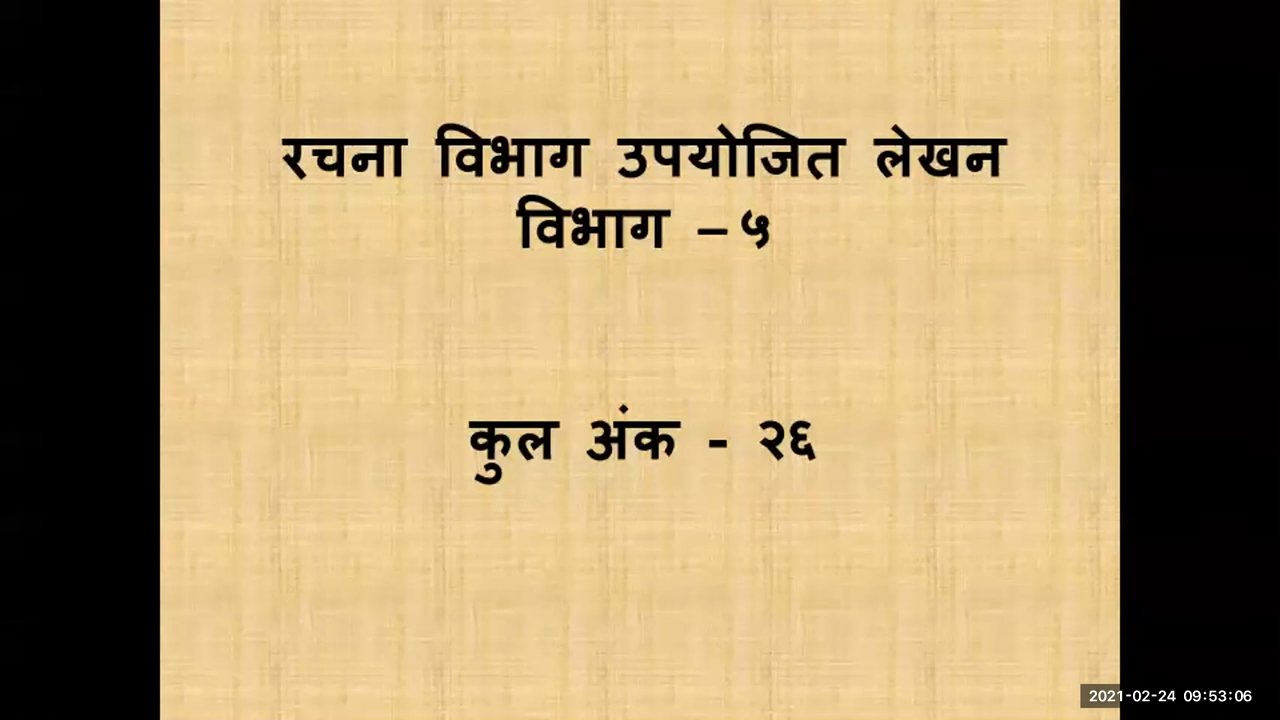 रचना विभाग उपयोजित लेखन
विभाग – ५
कुल अंक - २६
2021-02-24 09:53:06